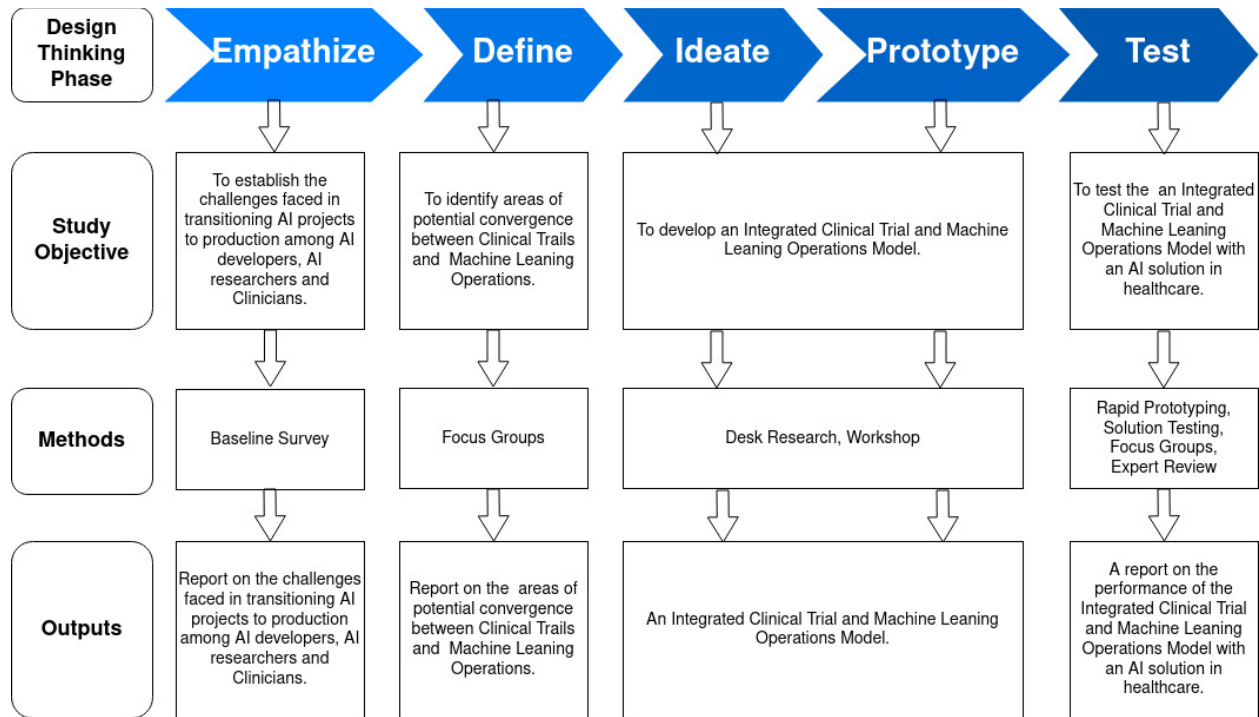 Design
Thinking
Phase
Empathize
Define
Ideate
Prototype
Test
Study
Objective
To establish the
challenges faced in
transitioning AI projects
to production among AI
developers, AI
researchers and
Clinicians.
To identify areas of
potential convergence
between Clinical Trails
and Machine Leaning
Operations.
To develop an Integrated Clinical Trial and Machine
Leaning Operations Model.
To test the an Integrated
Clinical Trial and
Machine Leaning
Operations Model with
an AI solution in
healthcare.
Methods
Baseline Survey
Focus Groups
Desk Research, Workshop
Rapid Prototyping,
Solution Testing,
Focus Groups,
Expert Review
Outputs
Report on the challenges
faced in transitioning AI
projects to production
among AI developers, AI
researchers and
Clinicians.
Report on the areas of
potential convergence
between Clinical Trails
and Machine Leaning
Operations.
An Integrated Clinical Trial and Machine Leaning
Operations Model.
A report on the
performance of the
Integrated Clinical Trial
and Machine Leaning
Operations Model with
an AI solution in
healthcare.